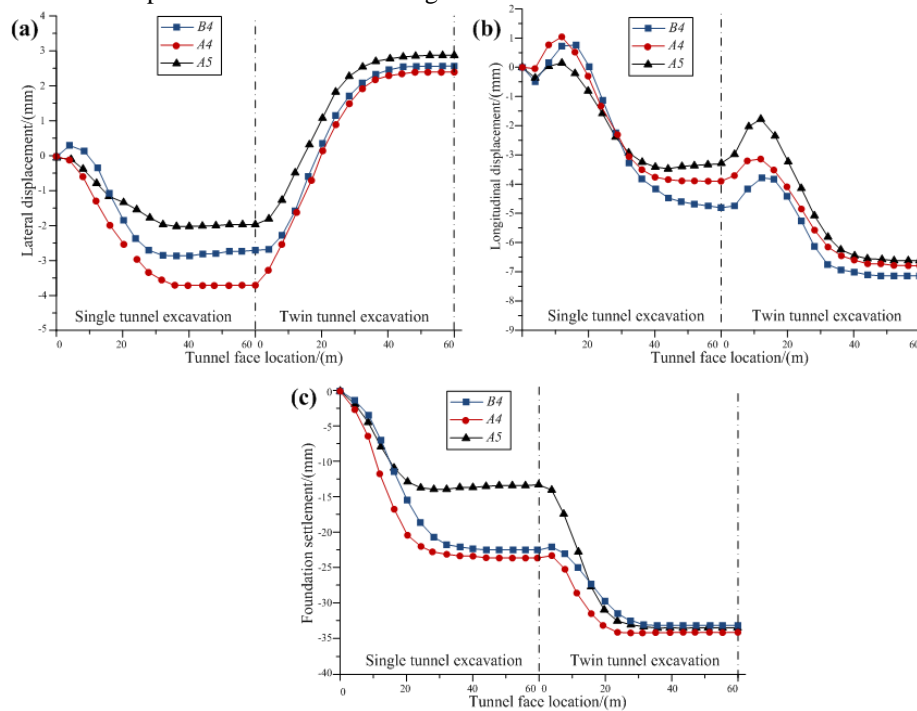 (a)
B4
A4
A5
4
3
2
1
0
-1
-2
-3
-4
-5
Lateral displacement/(mm)
Single tunnel excavation
Twin tunnel excavation
0 20 40 60 0 20 40 60
Tunnel face location/(m)
(b)
B4
A4
A5
2
1
0
-1
-2
-3
-4
-5
-6
-7
-8
-9
Longitudinal displacement/(mm)
Single tunnel excavation
Twin tunnel excavation
0 20 40 60 0 20 40 60
Tunnel face location/(m)
(c)
B4
A4
A5
0
-5
-10
-15
-20
-25
-30
-35
-40
Foundation settlement/(mm)
Single tunnel excavation
Twin tunnel excavation
0 20 40 60 0 20 40 60
Tunnel face location/(m)